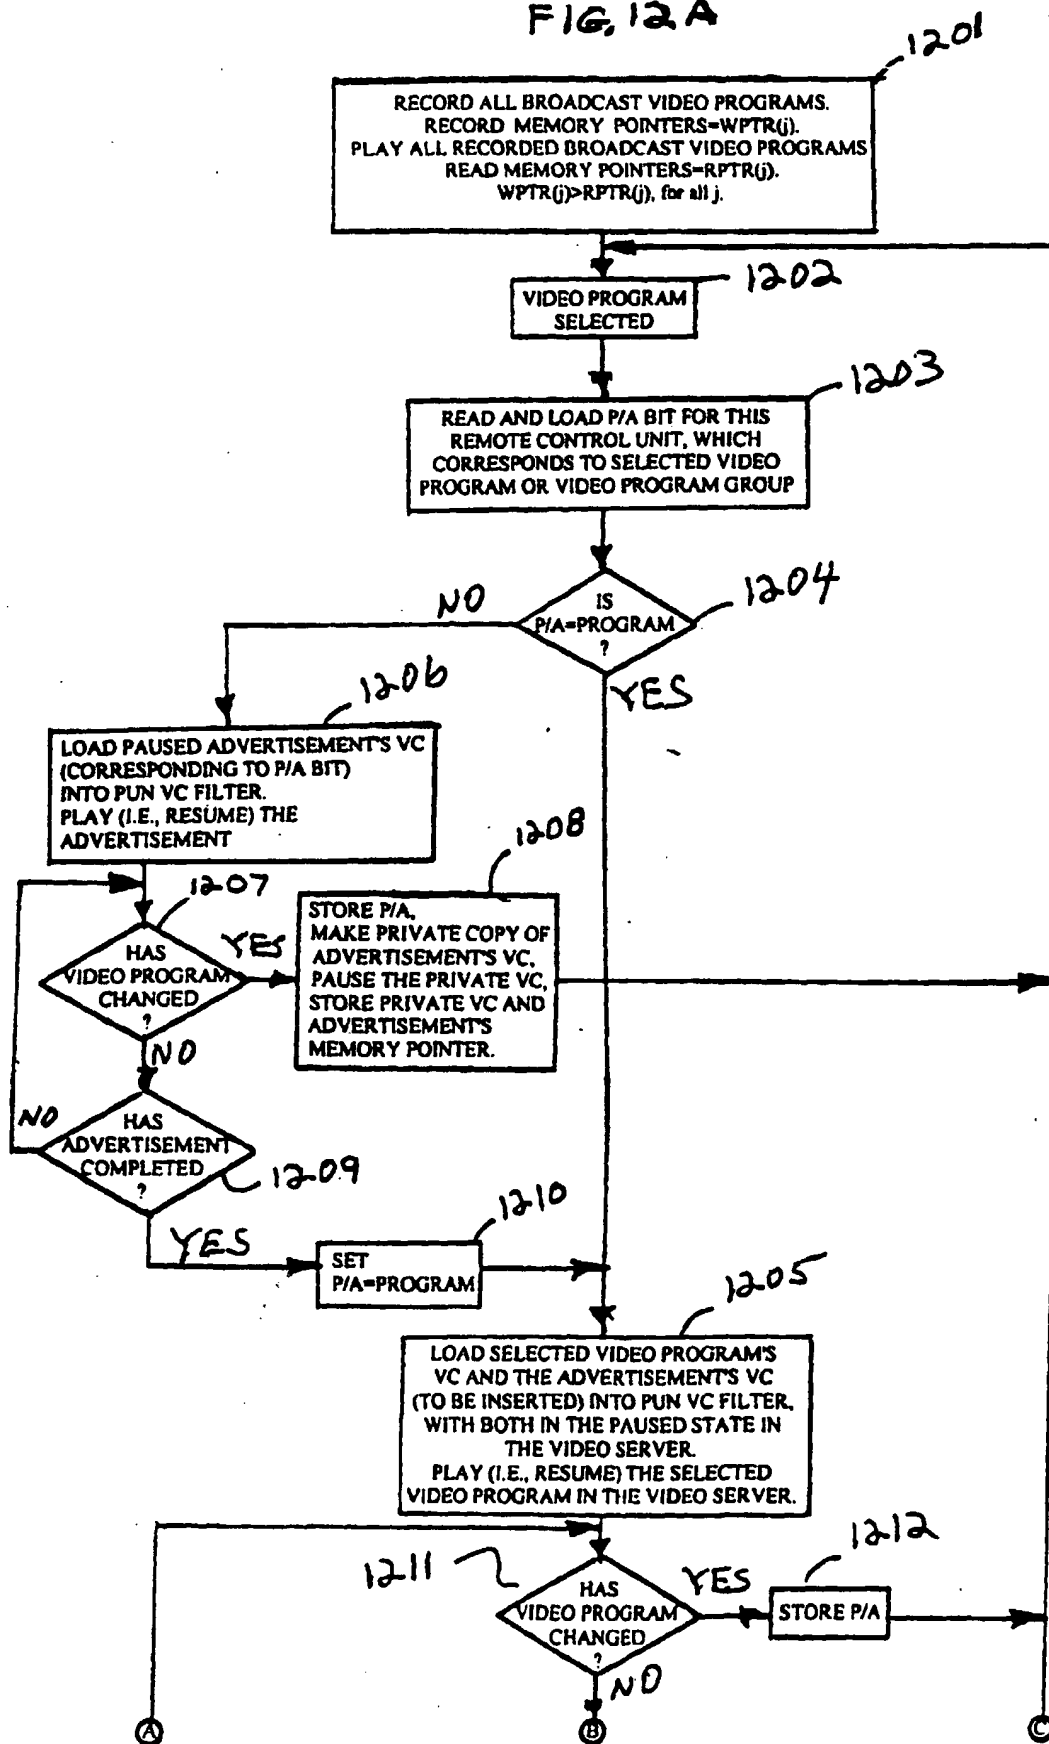 FIG. 12A
1201
RECORD ALL BROADCAST VIDEO PROGRAMS.
RECORD MEMORY POINTERS=WPTR(j).
PLAY ALL RECORDED BROADCAST VIDEO PROGRAMS
READ MEMORY POINTERS=RPTR(j).
WPTR(j)>RPTR(j), for all j.
1202
VIDEO PROGRAM
SELECTED
1203
READ AND LOAD P/A BIT FOR THIS
REMOTE CONTROL UNIT, WHICH
CORRESPONDS TO SELECTED VIDEO
PROGRAM OR VIDEO PROGRAM GROUP
1204
IS
P/A=PROGRAM
?
NO
YES
1206
LOAD PAUSED ADVERTISEMENT'S VC
(CORRESPONDING TO P/A BIT)
INTO PUN VC FILTER.
PLAY (I.E., RESUME) THE
ADVERTISEMENT
1207
HAS
VIDEO PROGRAM
CHANGED
?
YES
NO
1208
STORE P/A,
MAKE PRIVATE COPY OF
ADVERTISEMENT'S VC,
PAUSE THE PRIVATE VC,
STORE PRIVATE VC AND
ADVERTISEMENT'S
MEMORY POINTER.
NO
HAS
ADVERTISEMENT
COMPLETED
?
1209
YES
1210
SET
P/A=PROGRAM
1205
LOAD SELECTED VIDEO PROGRAM'S
VC AND THE ADVERTISEMENT'S VC
(TO BE INSERTED) INTO PUN VC FILTER,
WITH BOTH IN THE PAUSED STATE IN
THE VIDEO SERVER.
PLAY (I.E., RESUME) THE SELECTED
VIDEO PROGRAM IN THE VIDEO SERVER.
1211
HAS
VIDEO PROGRAM
CHANGED
?
YES
NO
1212
STORE P/A
A
B
C